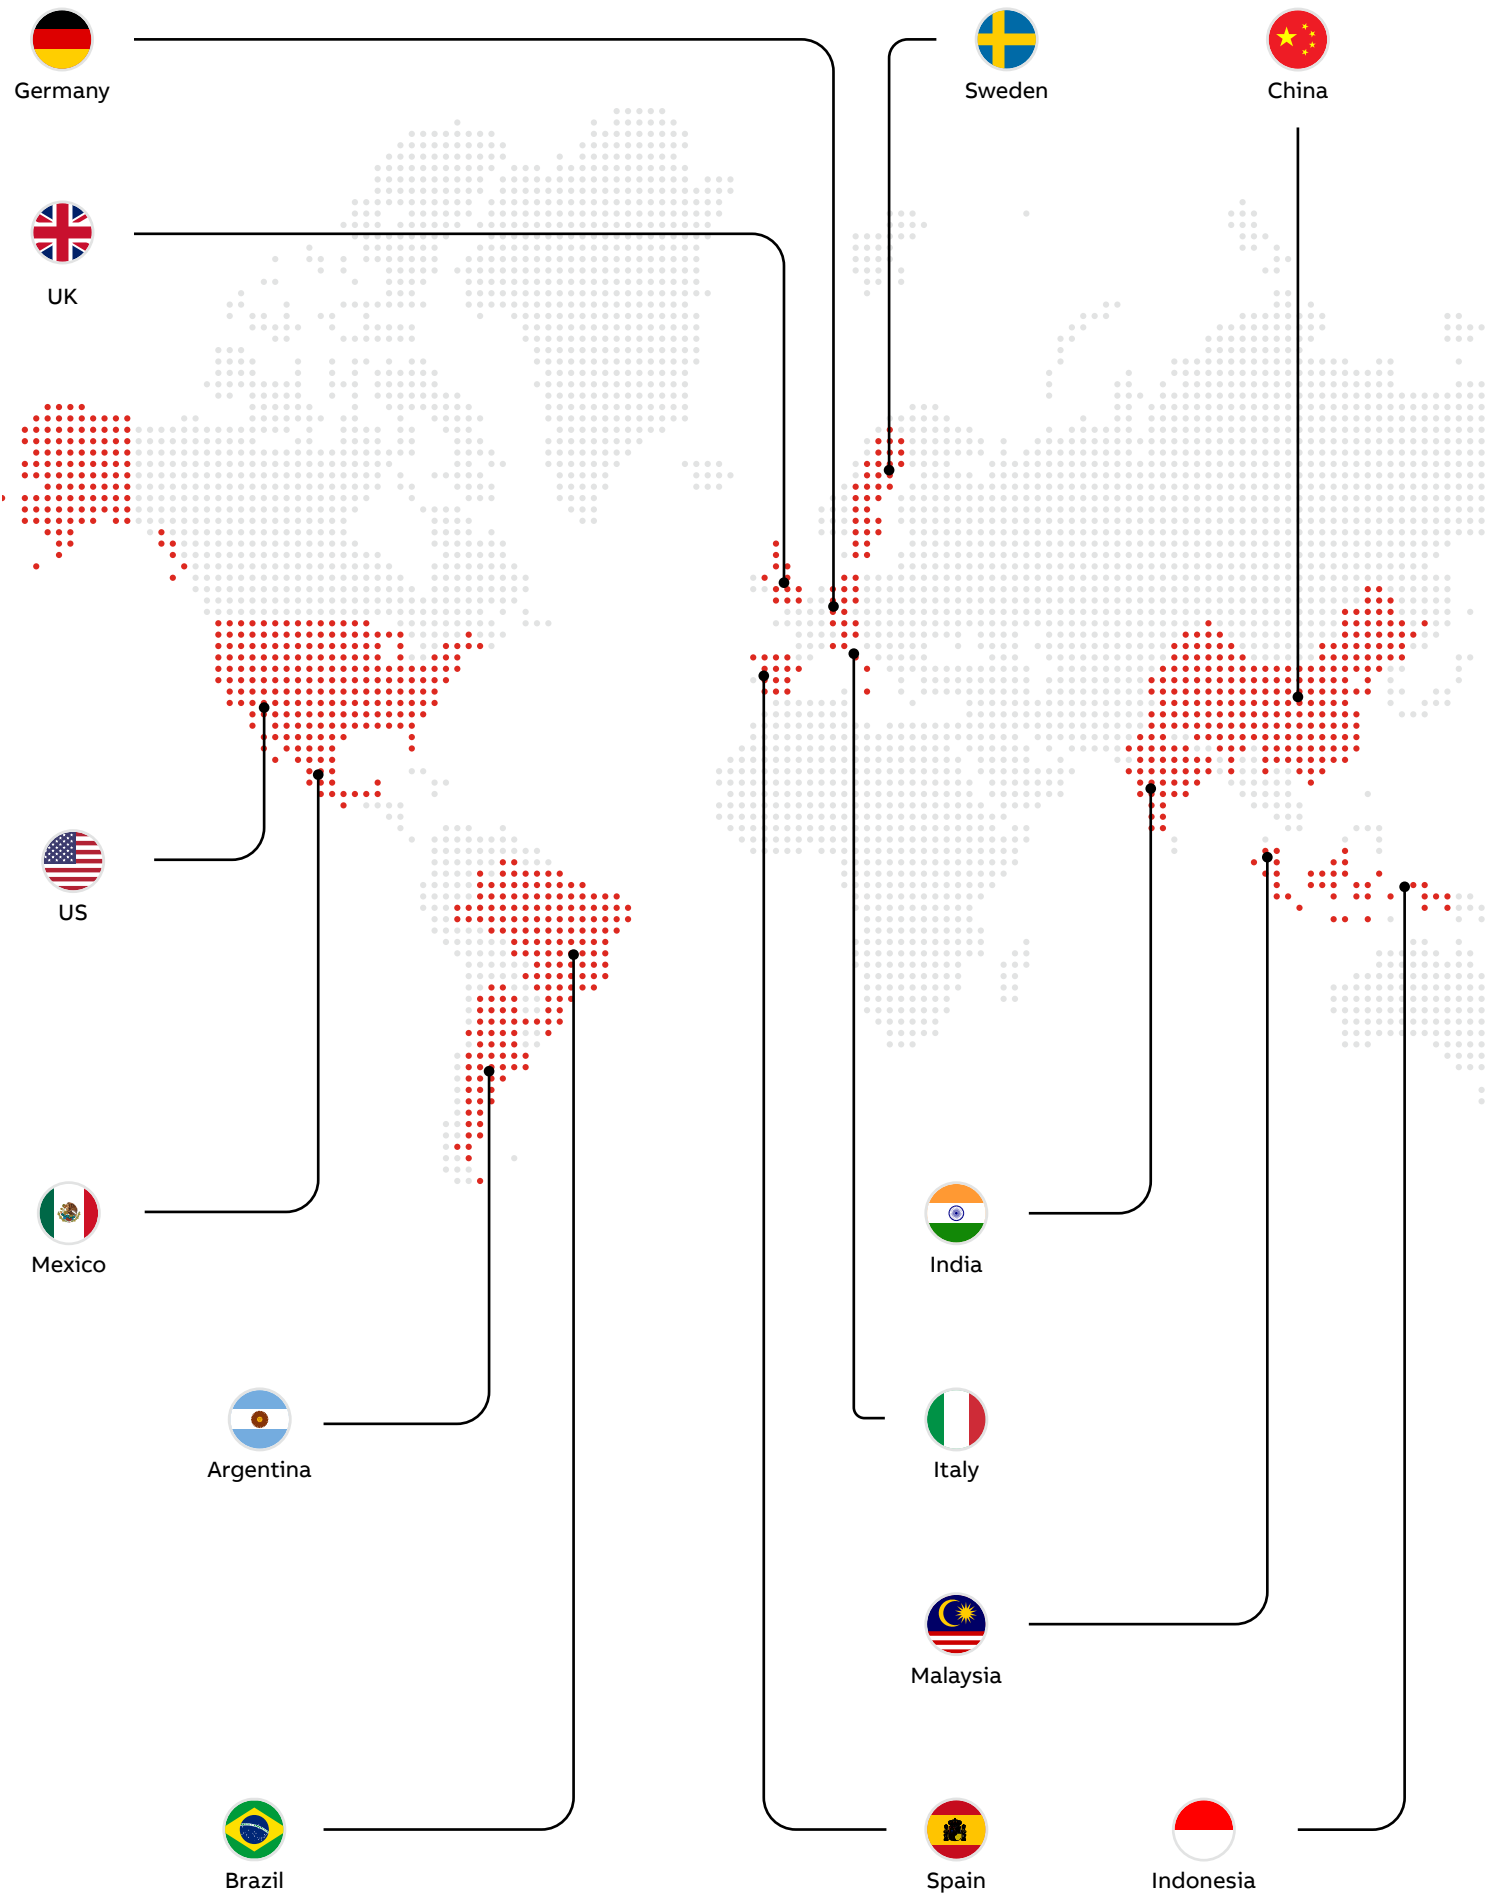 Germany
Sweden
China
UK
US
Mexico
India
Argentina
Italy
Malaysia
Brazil
Spain
Indonesia